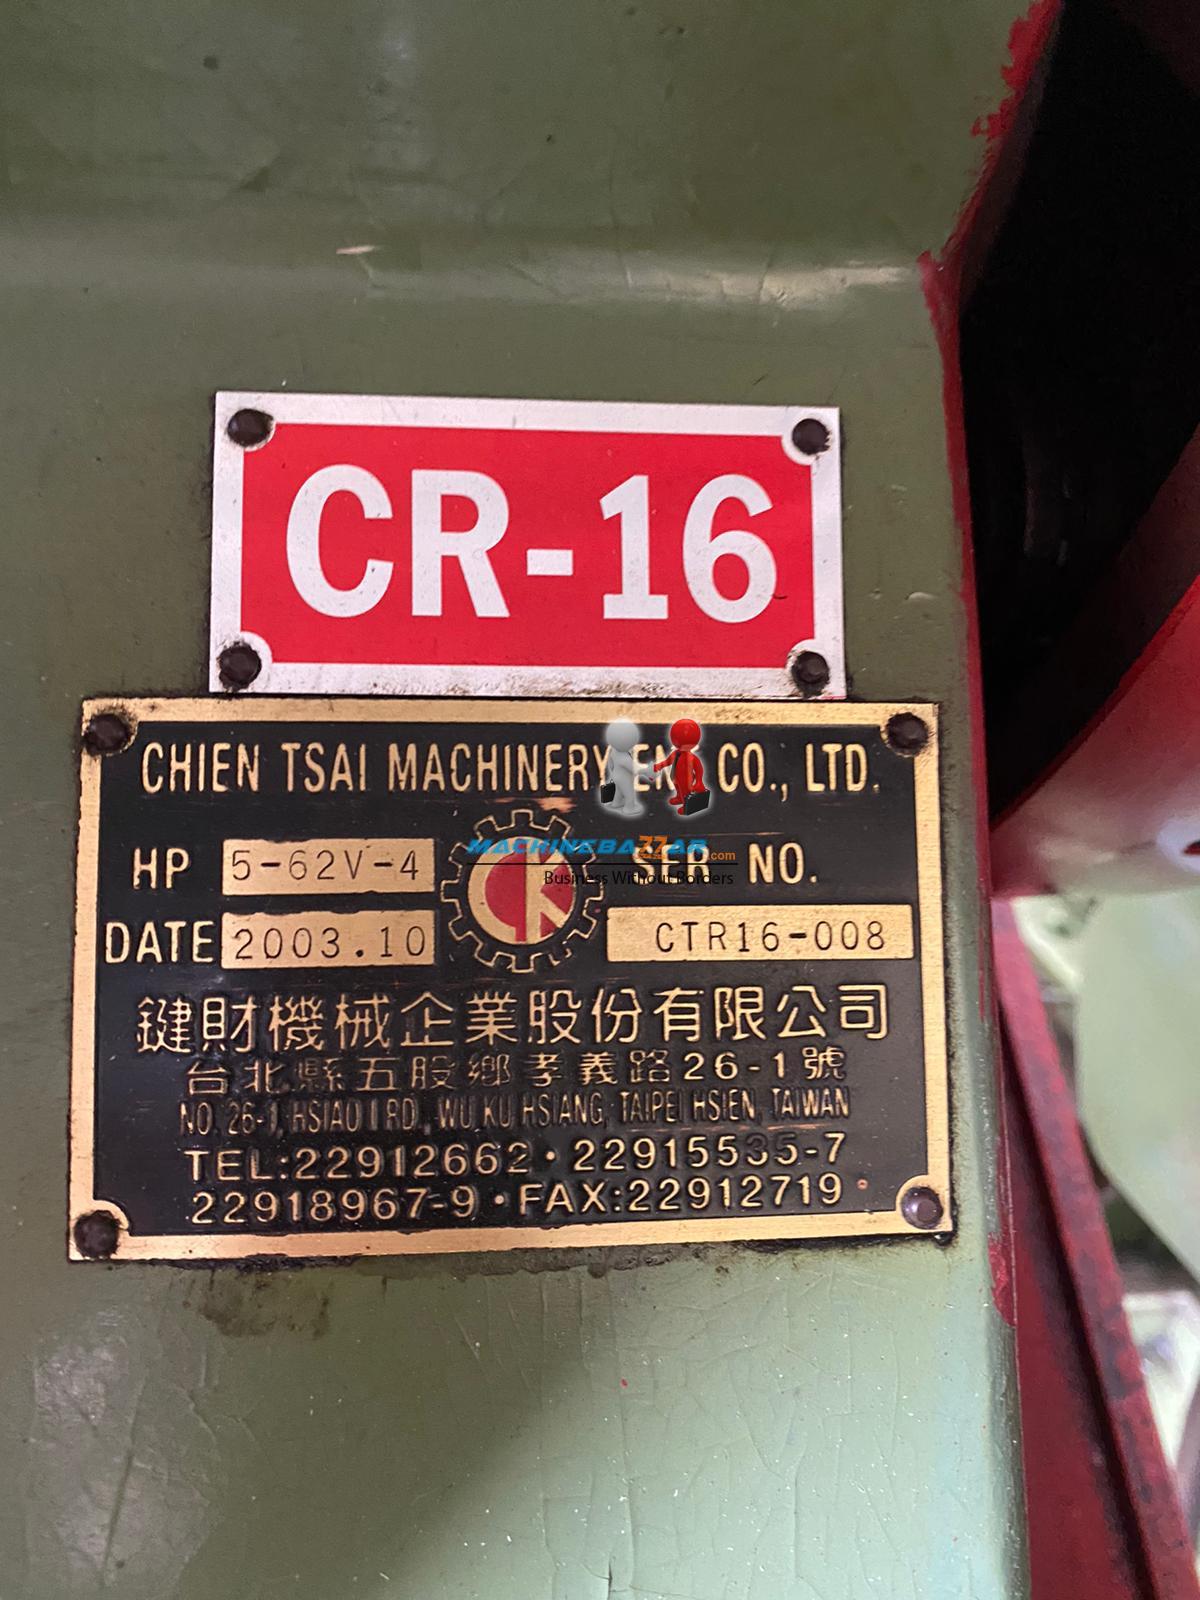 CR-16
CHIEN TSAI MACHINERY CO., LTD.
HP 5-62V-4
SER NO.
DATE 2003.10
CTR16-008
MACHINEBAZZAR.com
Business Without Borders
鍵財機械企業股份有限公司
台北縣五股鄉孝義路26-1號
NO. 26-1, HSIAO I RD., WU KU HSIANG, TAIPEI HSIEN, TAIWAN
TEL:22912662·22915535-7
22918967-9·FAX:22912719